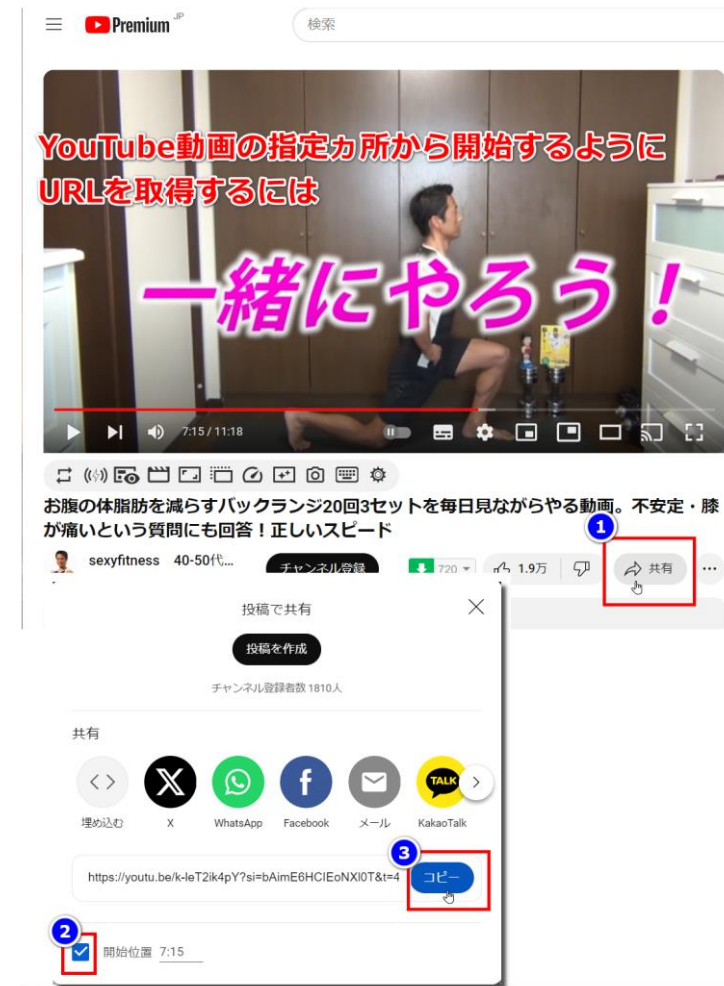 Premium JP
検索
YouTube動画の指定ヵ所から開始するように
URLを取得するには
一緒にやろう！
7:15 / 11:18
お腹の体脂肪を減らすバックランジ20回3セットを毎日見ながらやる動画。不安定・膝
が痛いという質問にも回答！正しいスピード
1
sexyfitness 40-50代...
チャンネル登録
720
1.9万
共有
投稿で共有
投稿を作成
チャンネル登録者数 1810人
共有
TALK
埋め込む X WhatsApp Facebook メール KakaoTalk
3
https://youtu.be/k-leT2ik4pY?si=bAimE6HCIEoNXl0T&t=4
コピー
2
開始位置 7:15